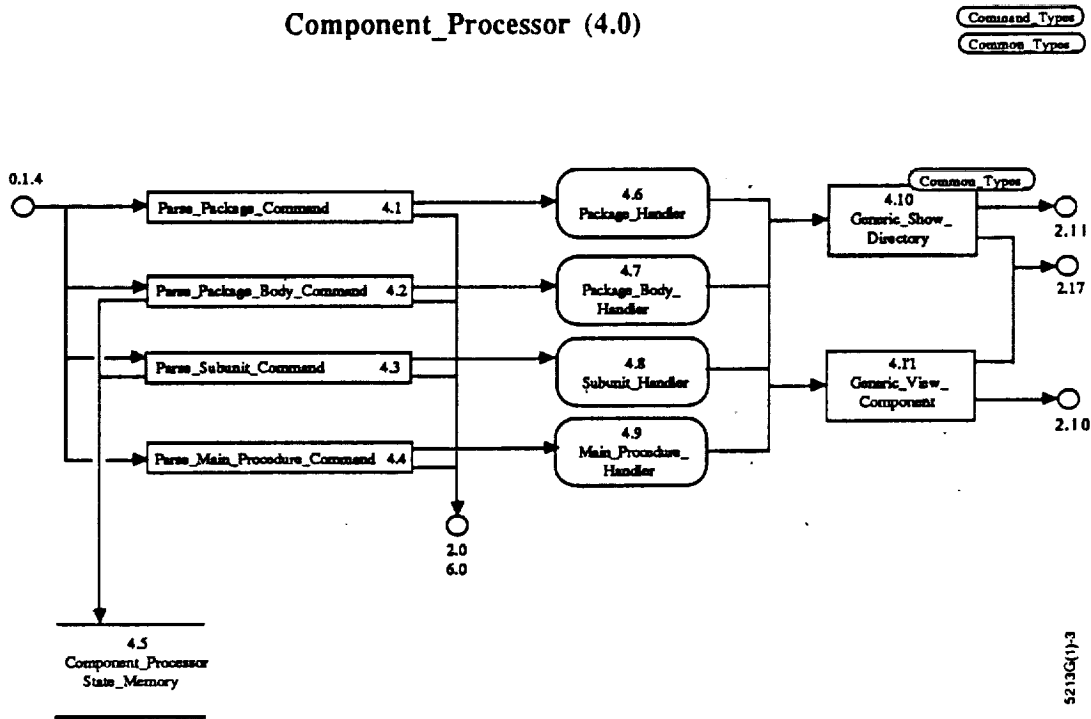 Component_Processor (4.0)
Command_Types
Common_Types
0.1.4
Parse_Package_Command 4.1
Parse_Package_Body_Command 4.2
Parse_Subunit_Command 4.3
Parse_Main_Procedure_Command 4.4
4.6
Package_Handler
4.7
Package_Body_
Handler
4.8
Subunit_Handler
4.9
Main_Procedure_
Handler
Common_Types
4.10
Generic_Show_
Directory
4.11
Generic_View_
Component
2.11
2.17
2.10
2.0
6.0
4.5
Component_Processor
State_Memory
5213G(1)-3